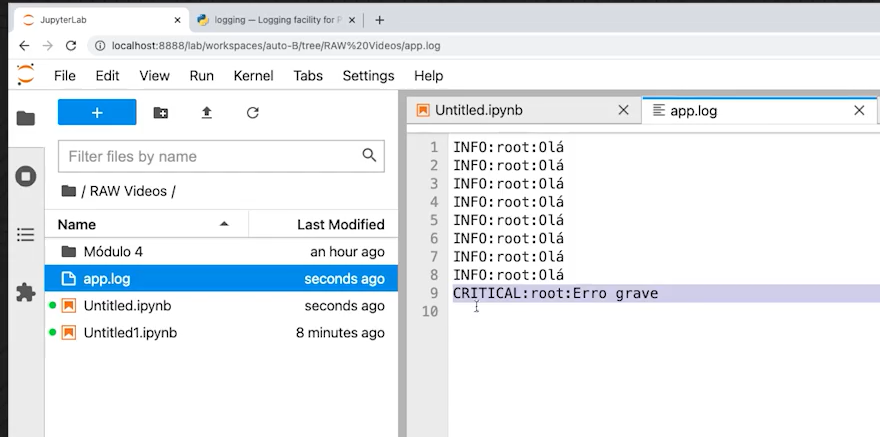 JupyterLab
logging — Logging facility for P
localhost:8888/lab/workspaces/auto-B/tree/RAW%20Videos/app.log
File Edit View Run Kernel Tabs Settings Help
Filter files by name
/ RAW Videos /
Name Last Modified
Módulo 4 an hour ago
app.log seconds ago
Untitled.ipynb seconds ago
Untitled1.ipynb 8 minutes ago
Untitled.ipynb
app.log
1 INFO:root:Olá
2 INFO:root:Olá
3 INFO:root:Olá
4 INFO:root:Olá
5 INFO:root:Olá
6 INFO:root:Olá
7 INFO:root:Olá
8 INFO:root:Olá
9 CRITICAL:root:Erro grave
10